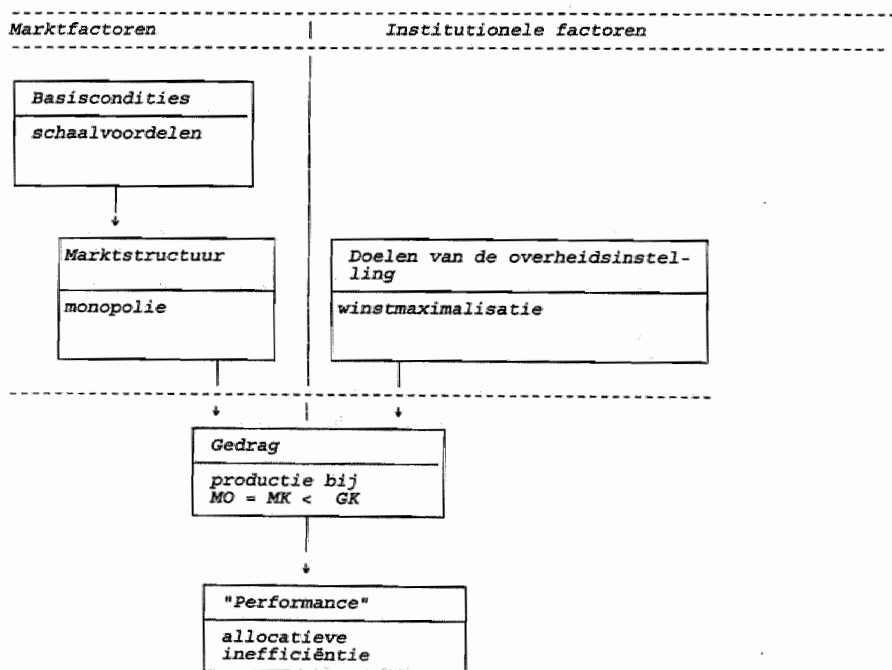 Marktfactoren
Institutionele factoren
Basiscondities
schaalvoordelen
Marktstructuur
monopolie
Doelen van de overheidsinstel-
ling
winstmaximalisatie
Gedrag
productie bij
MO = MK < GK
"Performance"
allocatieve
inefficiëntie